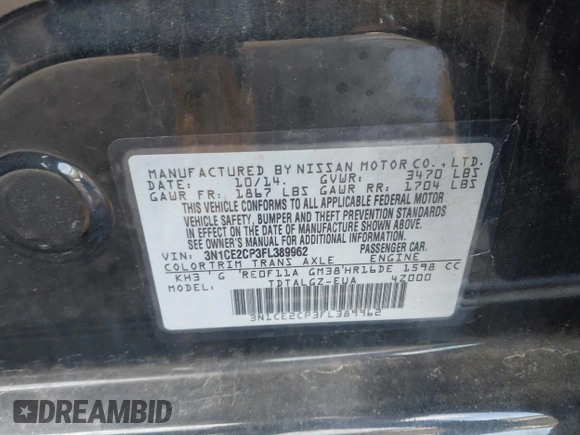 MANUFACTURED BY NISSAN MOTOR CO., LTD.
DATE: 10/14. GVWR: 3470 LBS
GAWR FR: 1867 LBS GAWR RR: 1704 LBS
THIS VEHICLE CONFORMS TO ALL APPLICABLE FEDERAL MOTOR
VEHICLE SAFETY, BUMPER AND THEFT PREVENTION STANDARDS
IN EFFECT ON THE DATE OF MANUFACTURE SHOWN ABOVE.
SEE OWNER'S MANUAL FOR ADDITIONAL INFORMATION.
VIN: 3N1CE2CP3FL389962 PASSENGER CAR.
COLOR TRIM TRANS AXLE ENGINE
KH3 G RE0F11A GM38 HR16DE 1598 CC
MODEL: TDTALGZ-EUA 47000
3N1CE2CP3FL389962
DREAMBID